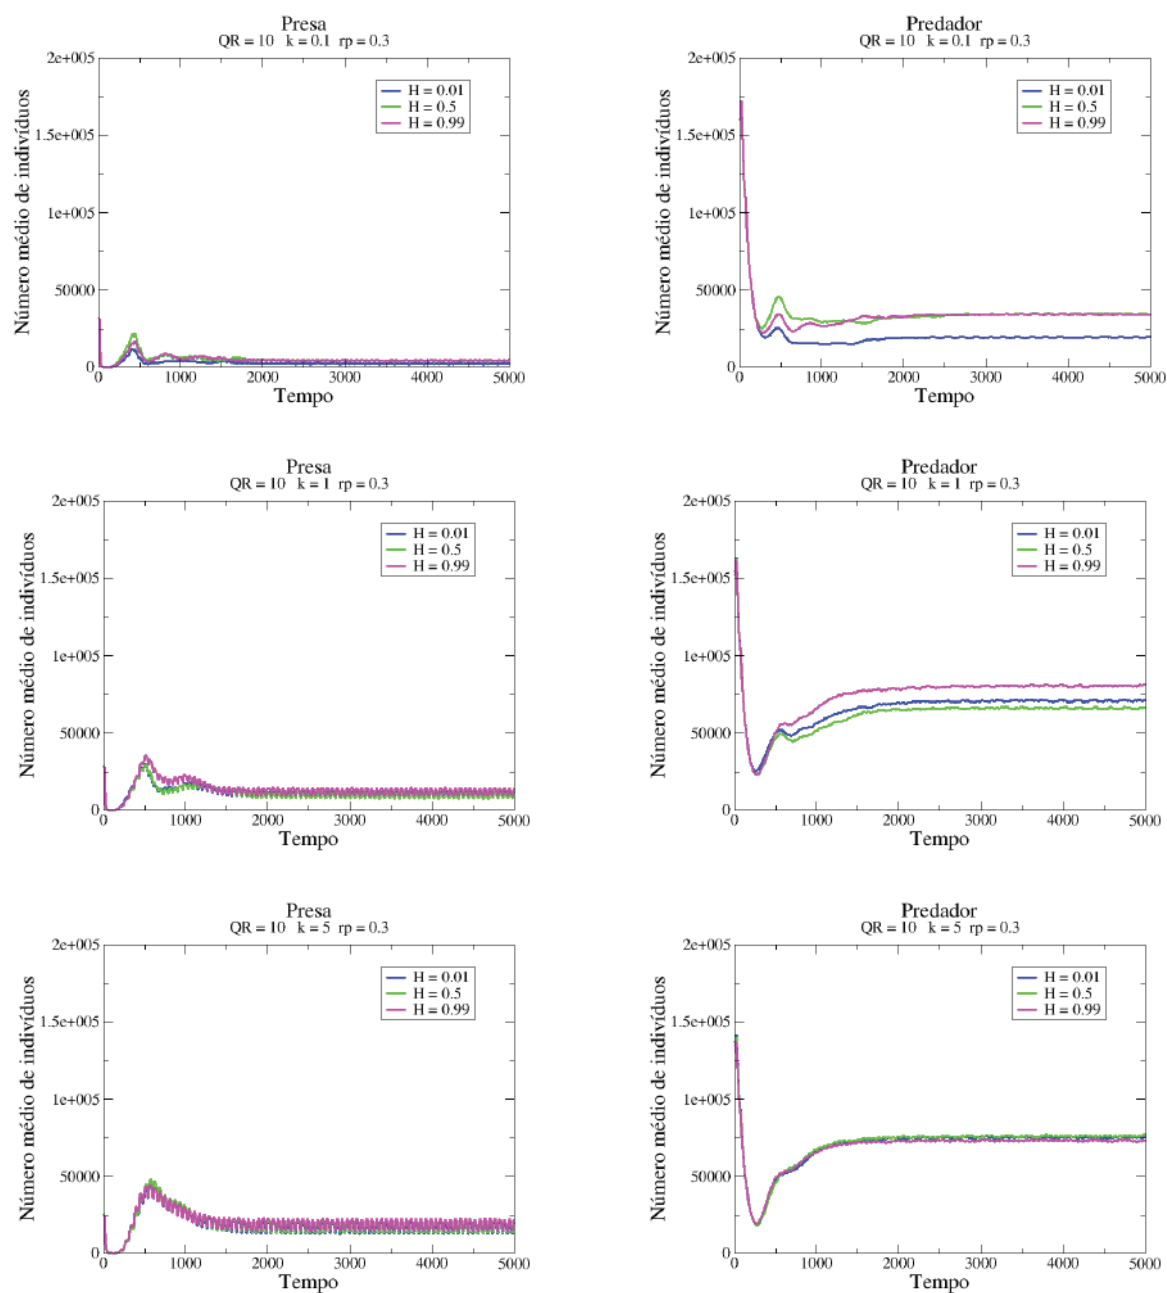 Presa
QR = 10 k = 0.1 rp = 0.3
Número médio de indivíduos
2e+005
1.5e+005
1e+005
50000
0
H = 0.01
H = 0.5
H = 0.99
0 1000 2000 3000 4000 5000
Tempo
Predador
QR = 10 k = 0.1 rp = 0.3
Número médio de indivíduos
2e+005
1.5e+005
1e+005
50000
0
H = 0.01
H = 0.5
H = 0.99
0 1000 2000 3000 4000 5000
Tempo
Presa
QR = 10 k = 1 rp = 0.3
Número médio de indivíduos
2e+005
1.5e+005
1e+005
50000
0
H = 0.01
H = 0.5
H = 0.99
0 1000 2000 3000 4000 5000
Tempo
Predador
QR = 10 k = 1 rp = 0.3
Número médio de indivíduos
2e+005
1.5e+005
1e+005
50000
0
H = 0.01
H = 0.5
H = 0.99
0 1000 2000 3000 4000 5000
Tempo
Presa
QR = 10 k = 5 rp = 0.3
Número médio de indivíduos
2e+005
1.5e+005
1e+005
50000
0
H = 0.01
H = 0.5
H = 0.99
0 1000 2000 3000 4000 5000
Tempo
Predador
QR = 10 k = 5 rp = 0.3
Número médio de indivíduos
2e+005
1.5e+005
1e+005
50000
0
H = 0.01
H = 0.5
H = 0.99
0 1000 2000 3000 4000 5000
Tempo